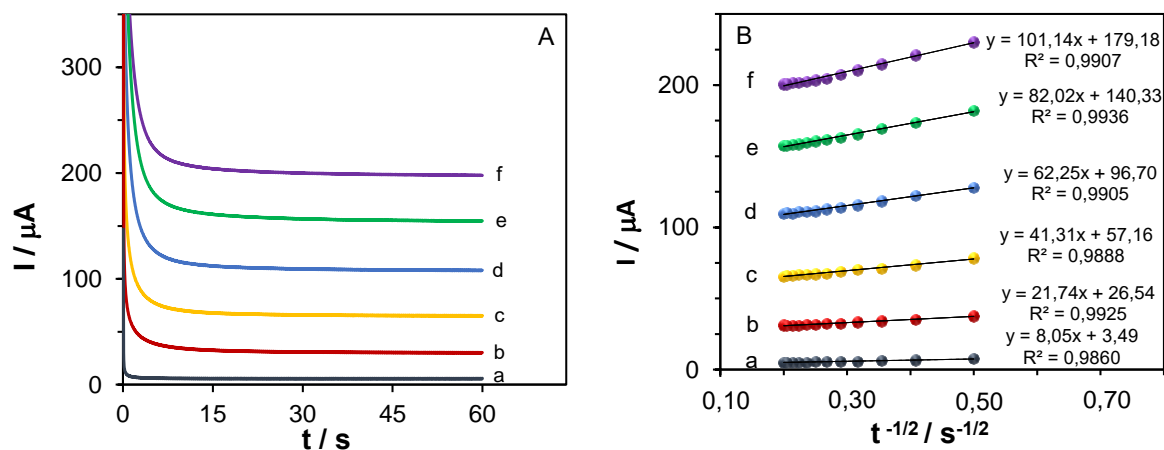 A
I / µA
350
300
200
100
0
f
e
d
c
b
a
0
15
30
45
60
t / s
B
I / µA
200
100
0
f
y = 101,14x + 179,18
R² = 0,9907
e
y = 82,02x + 140,33
R² = 0,9936
d
y = 62,25x + 96,70
R² = 0,9905
c
y = 41,31x + 57,16
R² = 0,9888
b
y = 21,74x + 26,54
R² = 0,9925
a
y = 8,05x + 3,49
R² = 0,9860
0,10
0,30
0,50
0,70
t -1/2 / s-1/2